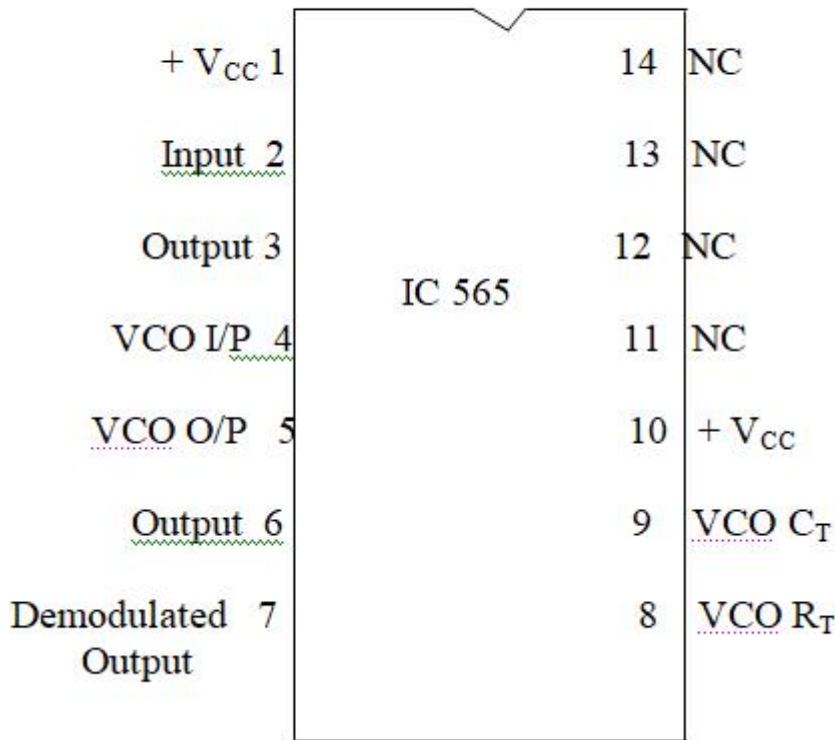 + VCC 1
14 NC
Input 2
13 NC
Output 3
12 NC
IC 565
VCO I/P 4
11 NC
VCO O/P 5
10 + VCC
Output 6
9 VCO CT
Demodulated 7
Output
8 VCO RT